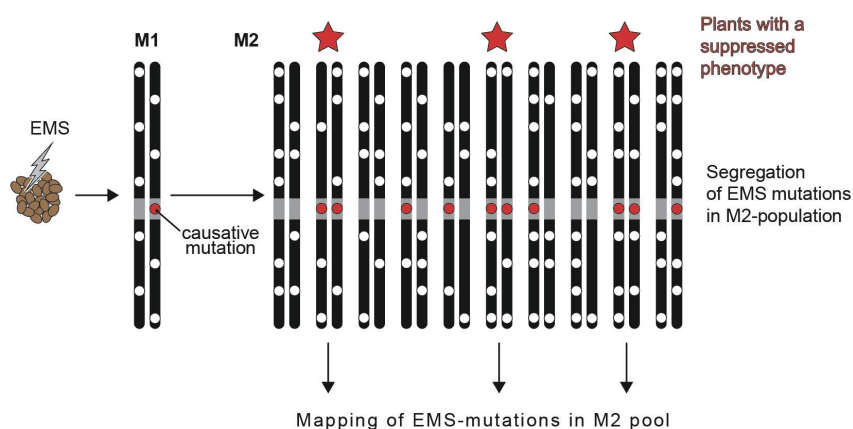 M1
M2
Plants with a
suppressed
phenotype
EMS
causative
mutation
Segregation
of EMS mutations
in M2-population
Mapping of EMS-mutations in M2 pool